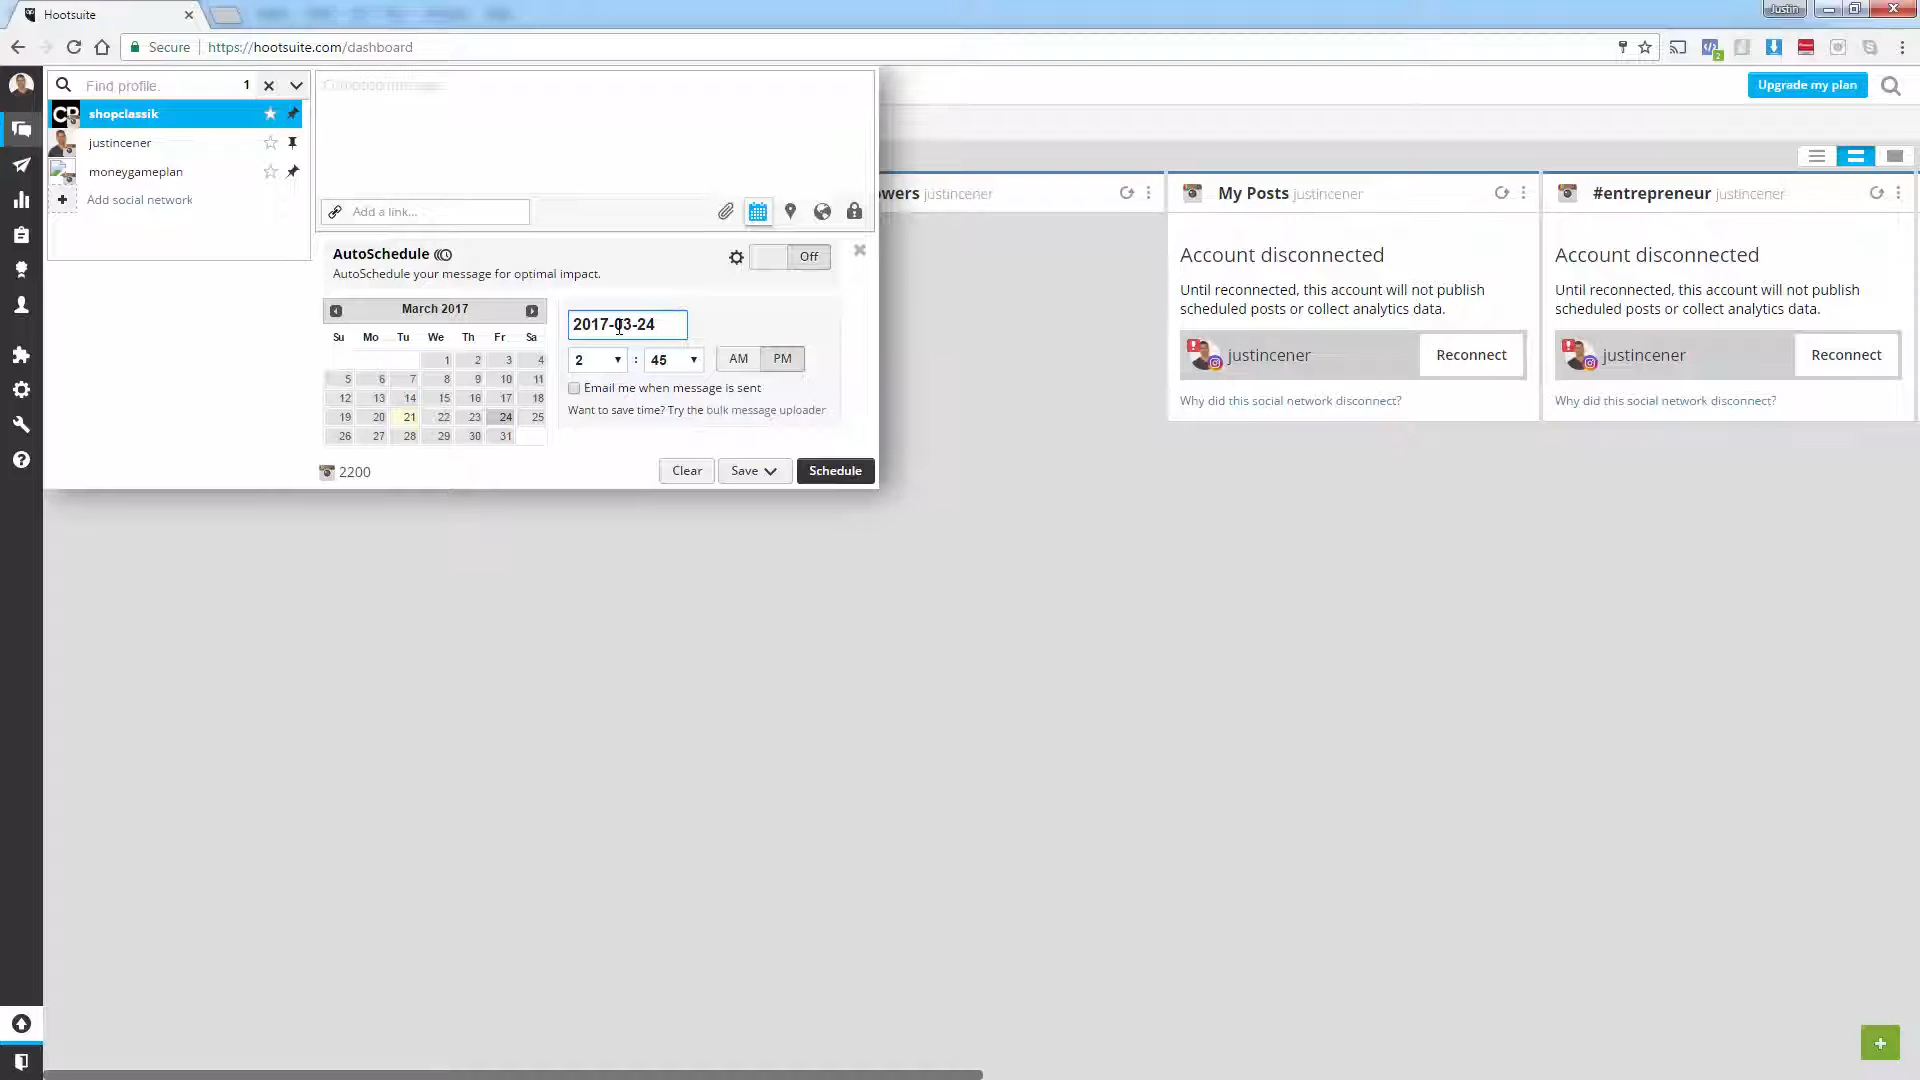 Hootsuite
Justin
Secure https://hootsuite.com/dashboard
2
Find profile. 1
Upgrade my plan
shopclassik
justincener
moneygameplan
Add social network
Add a link...
owers justincener
My Posts justincener
#entrepreneur justincener
AutoSchedule
AutoSchedule your message for optimal impact.
Off
March 2017
Su Mo Tu We Th Fr Sa
1 2 3 4
5 6 7 8 9 10 11
12 13 14 15 16 17 18
19 20 21 22 23 24 25
26 27 28 29 30 31
2017-03-24
2 : 45 AM PM
Email me when message is sent
Want to save time? Try the bulk message uploader
2200
Clear Save Schedule
Account disconnected
Until reconnected, this account will not publish
scheduled posts or collect analytics data.
justincener Reconnect
Why did this social network disconnect?
Account disconnected
Until reconnected, this account will not publish
scheduled posts or collect analytics data.
justincener Reconnect
Why did this social network disconnect?